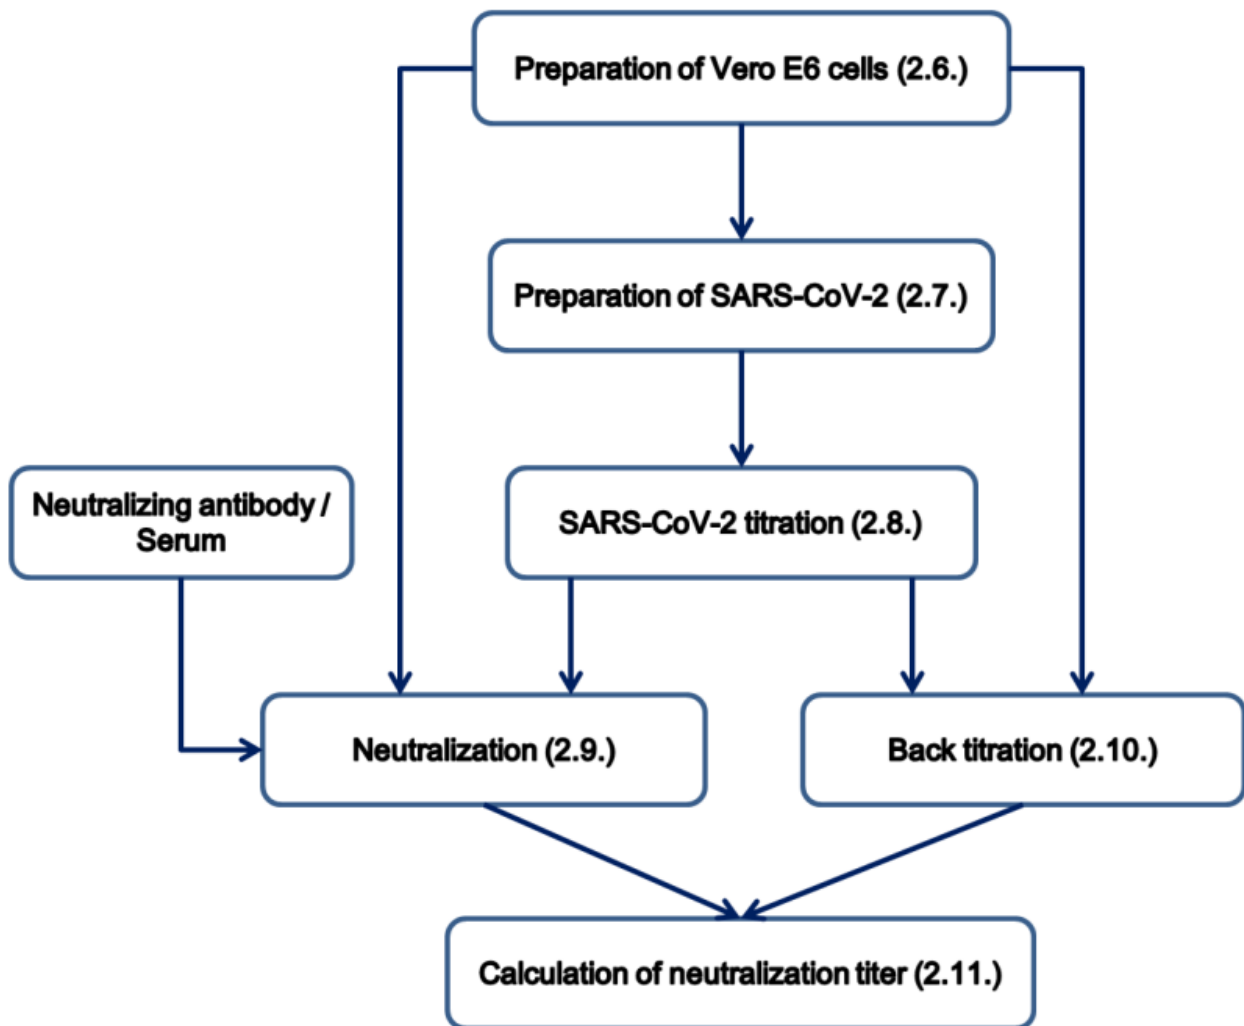 Preparation of Vero E6 cells (2.6.)
Preparation of SARS-CoV-2 (2.7.)
Neutralizing antibody /
Serum
SARS-CoV-2 titration (2.8.)
Neutralization (2.9.)
Back titration (2.10.)
Calculation of neutralization titer (2.11.)